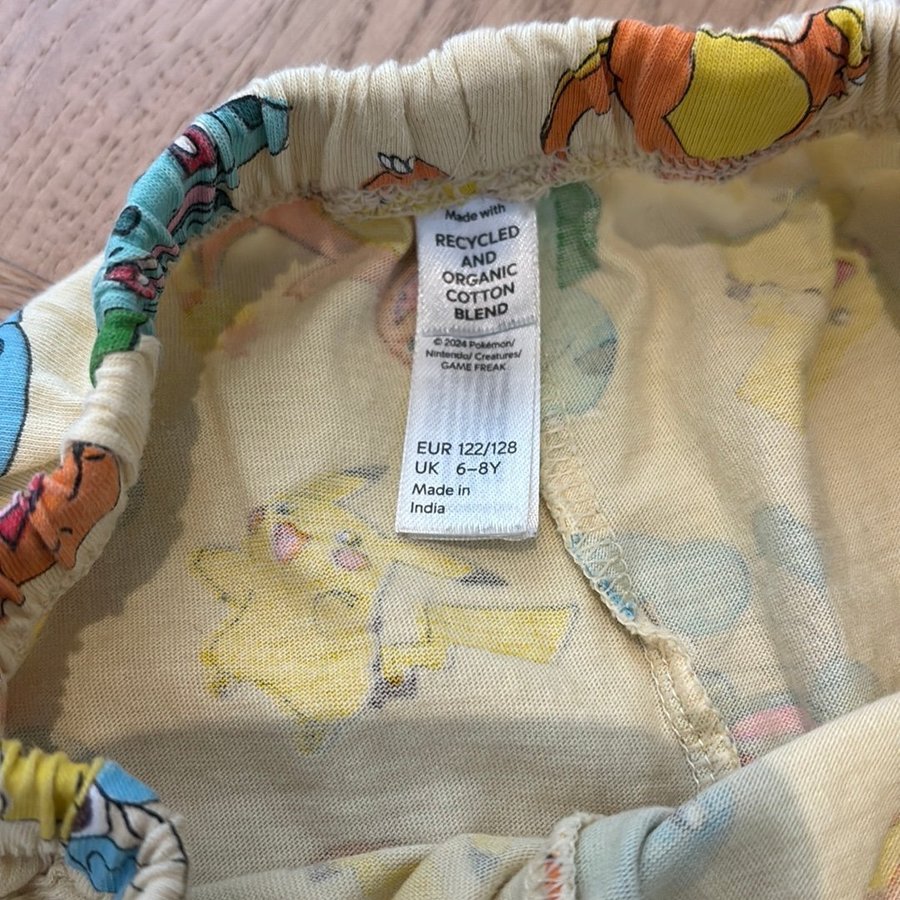 Made with
RECYCLED
AND
ORGANIC
COTTON
BLEND
© 2024 Pokémon/
Nintendo/ Creatures/
GAME FREAK
EUR 122/128
UK 6–8Y
Made in
India